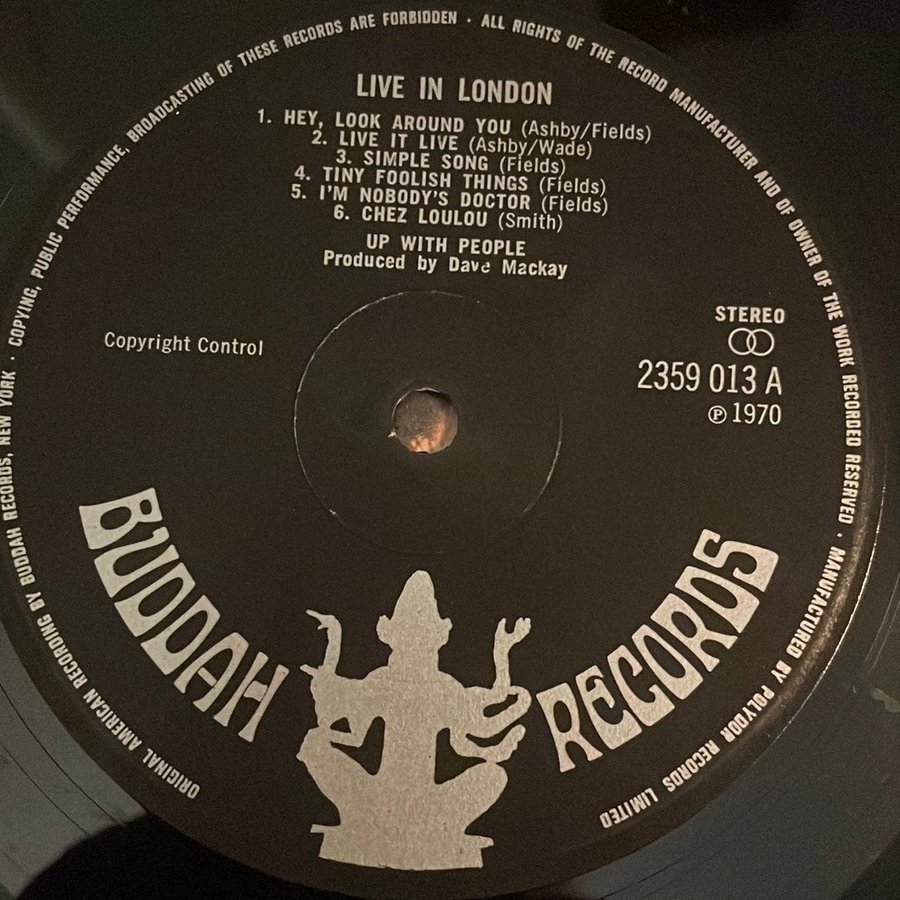 LIVE IN LONDON
1. HEY, LOOK AROUND YOU (Ashby/Fields)
2. LIVE IT LIVE (Ashby/Wade)
3. SIMPLE SONG (Fields)
4. TINY FOOLISH THINGS (Fields)
5. I'M NOBODY'S DOCTOR (Fields)
6. CHEZ LOULOU (Smith)
UP WITH PEOPLE
Produced by Dave Mackay
Copyright Control
STEREO
2359 013 A
℗ 1970
BUDDAH RECORDS
ORIGINAL AMERICAN RECORDING BY BUDDAH RECORDS, NEW YORK · COPYING, PUBLIC PERFORMANCE, BROADCASTING OF THESE RECORDS ARE FORBIDDEN · ALL RIGHTS OF THE RECORD MANUFACTURER AND OF OWNER OF THE WORK RECORDED RESERVED · MANUFACTURED BY POLYDOR RECORDS LIMITED